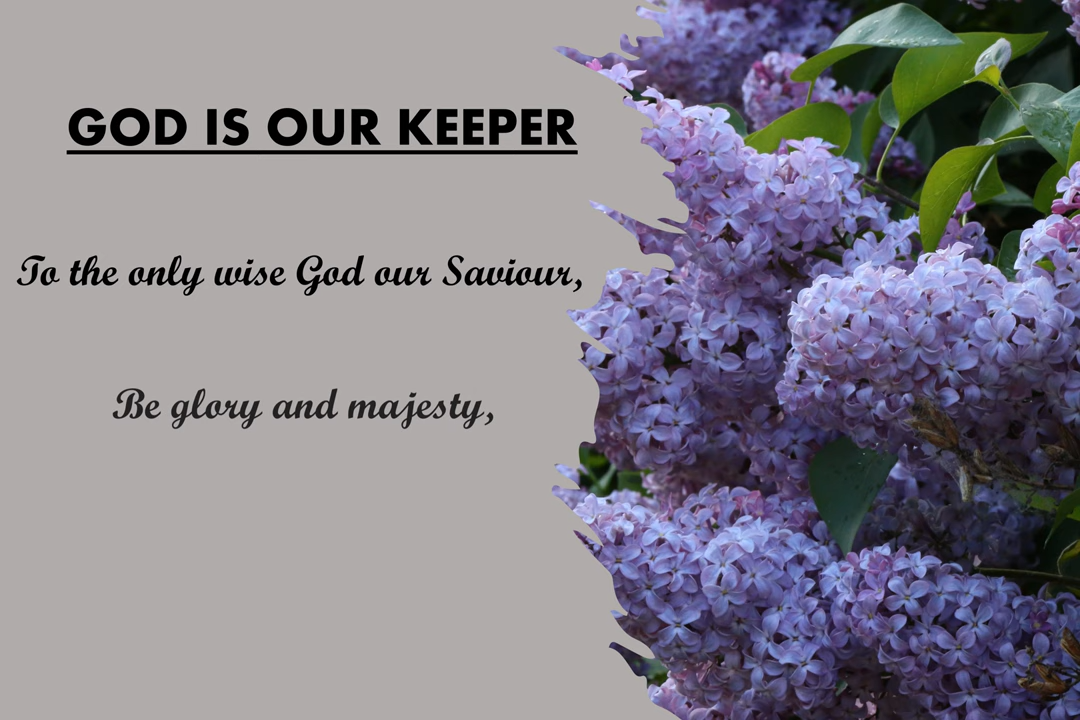 GOD IS OUR KEEPER
To the only wise God our Saviour,
Be glory and majesty,